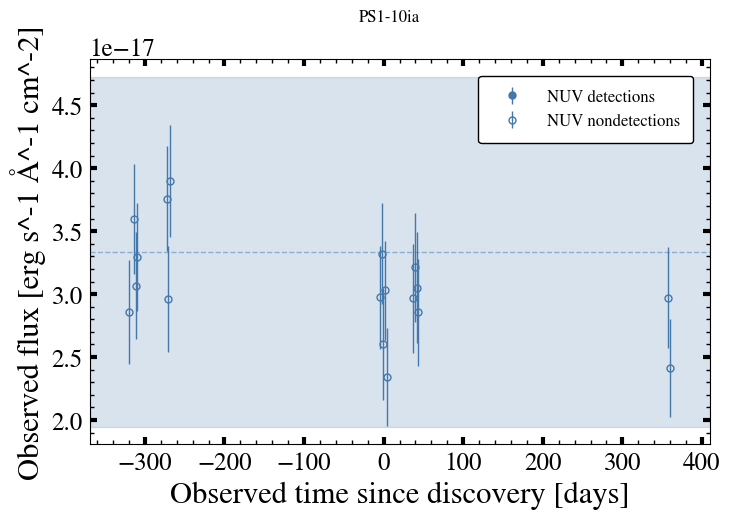 PS1-10ia
1e−17
Observed flux [erg s^-1 Å^-1 cm^-2]
4.5
4.0
3.5
3.0
2.5
2.0
NUV detections
NUV nondetections
−300 −200 −100 0 100 200 300 400
Observed time since discovery [days]